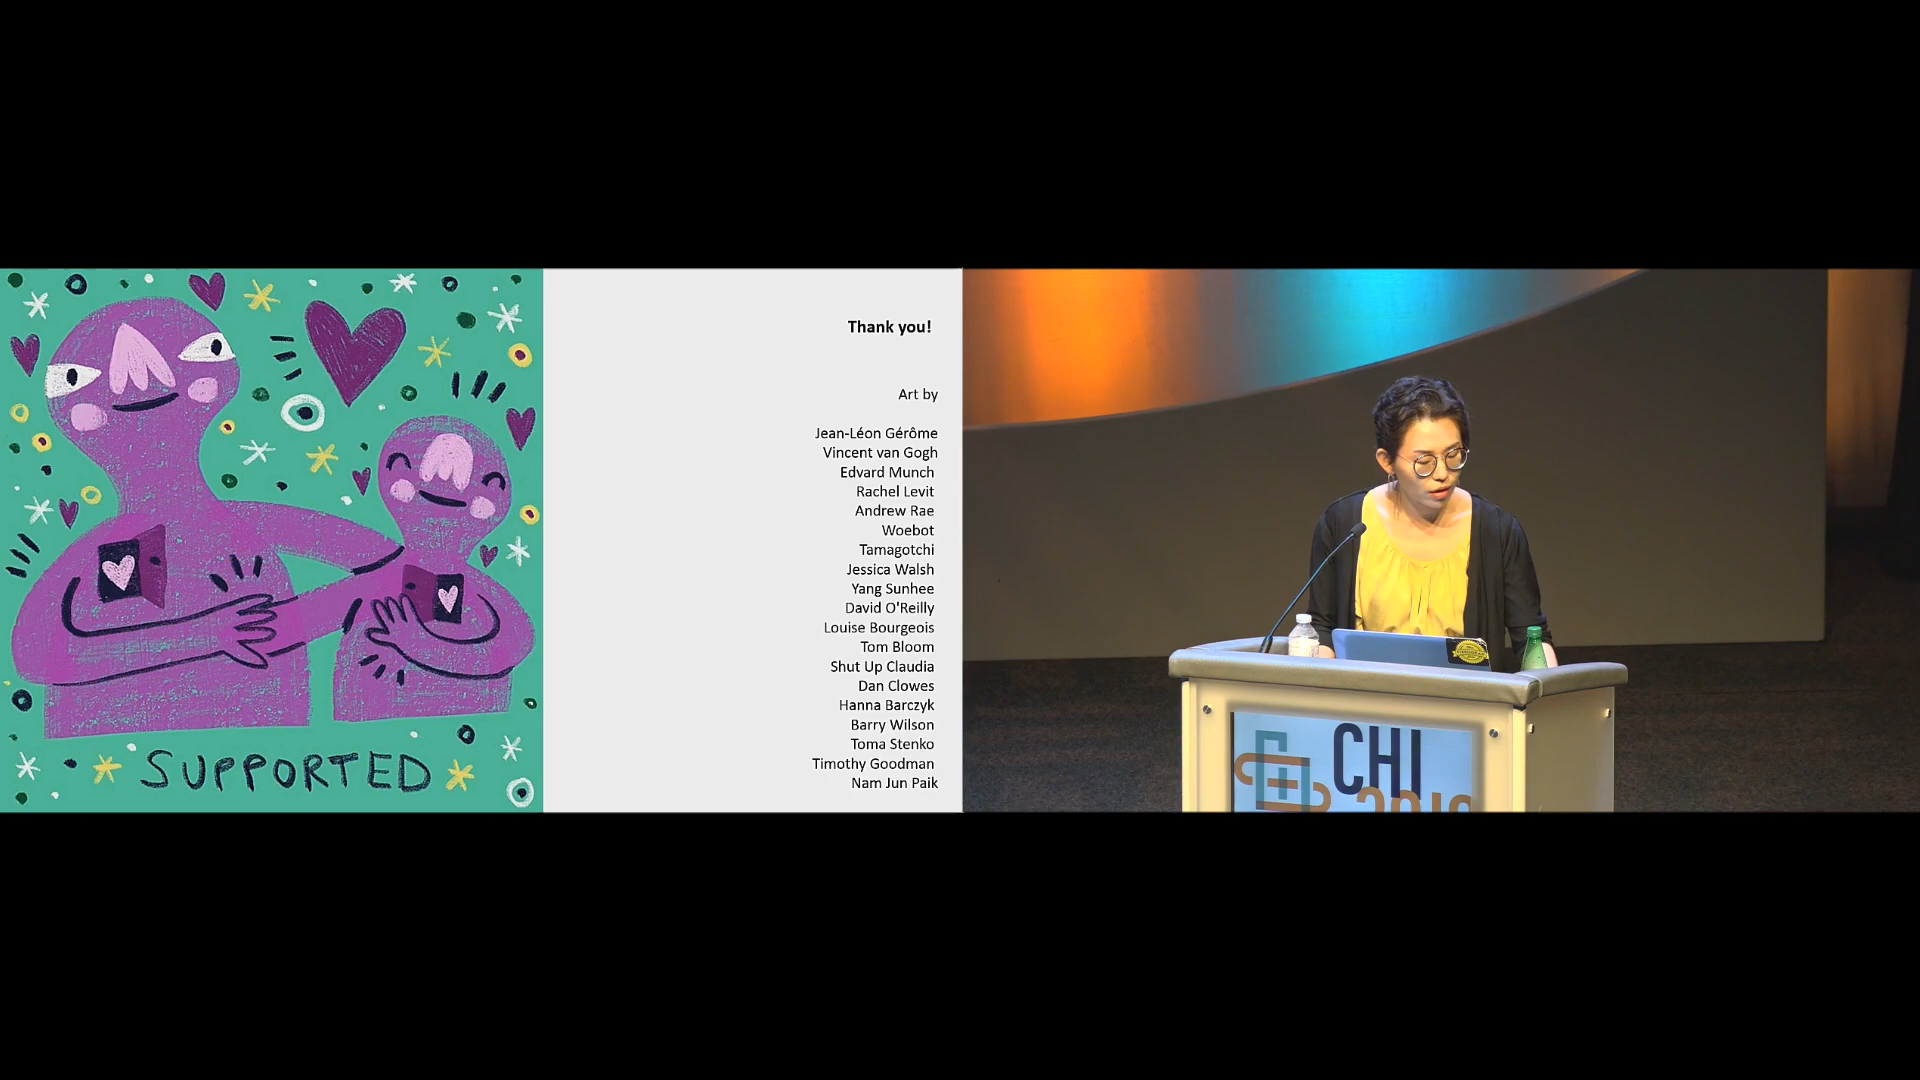 SUPPORTED
Thank you!
Art by
Jean-Léon Gérôme
Vincent van Gogh
Edvard Munch
Rachel Levit
Andrew Rae
Woebot
Tamagotchi
Jessica Walsh
Yang Sunhee
David O'Reilly
Louise Bourgeois
Tom Bloom
Shut Up Claudia
Dan Clowes
Hanna Barczyk
Barry Wilson
Toma Stenko
Timothy Goodman
Nam Jun Paik
CHI